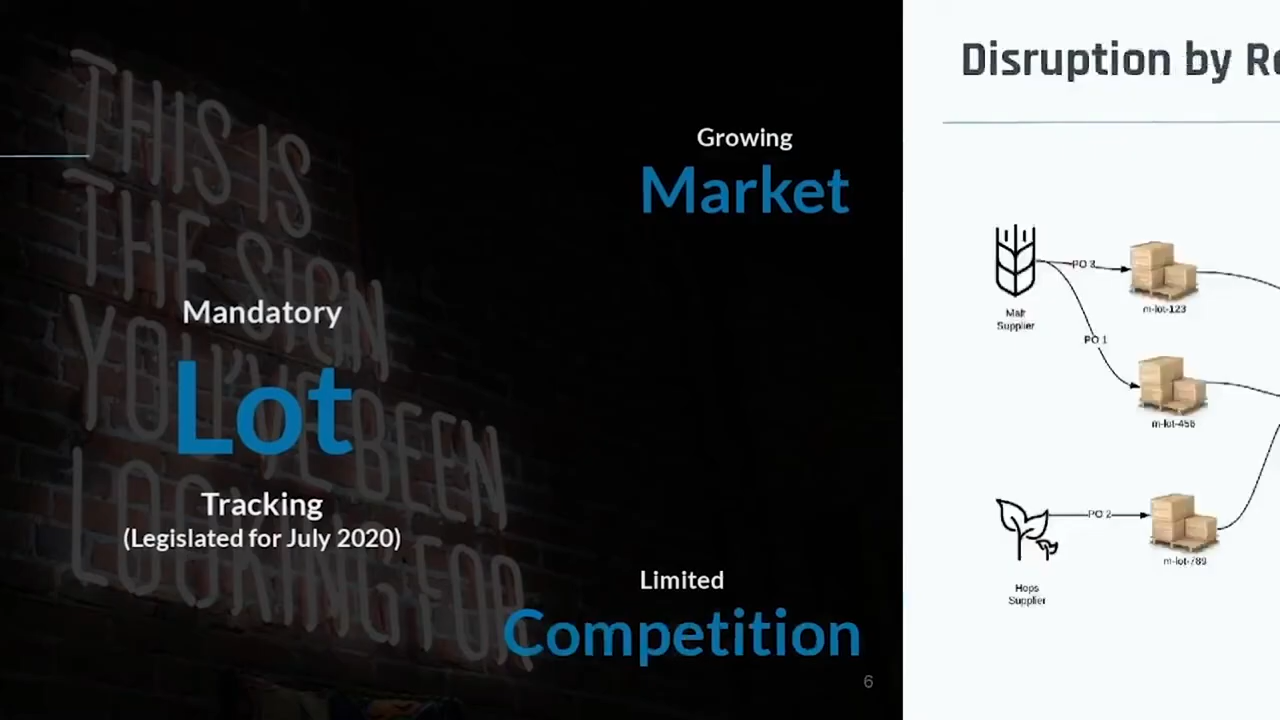 THIS IS
THE SIGN
YOU'VE BEEN
LOOKING FOR
Growing
Market
Mandatory
Lot
Tracking
(Legislated for July 2020)
Limited
Competition
6
Disruption by
PO 3
m-lot-123
Malt
Supplier
PO 1
m-lot-456
PO 2
m-lot-789
Hops
Supplier